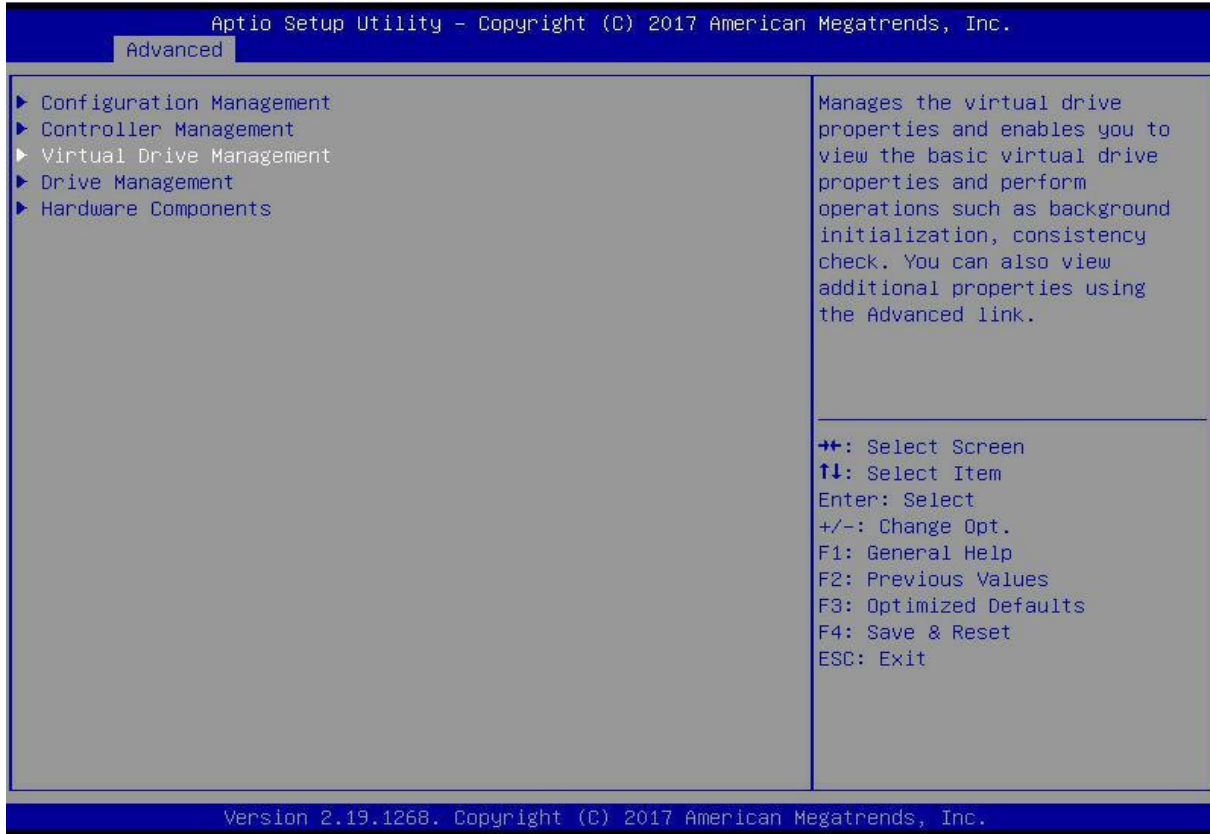 Aptio Setup Utility – Copyright (C) 2017 American Megatrends, Inc.
Advanced
▶ Configuration Management
▶ Controller Management
▶ Virtual Drive Management
▶ Drive Management
▶ Hardware Components
Manages the virtual drive
properties and enables you to
view the basic virtual drive
properties and perform
operations such as background
initialization, consistency
check. You can also view
additional properties using
the Advanced link.
→←: Select Screen
↑↓: Select Item
Enter: Select
+/-: Change Opt.
F1: General Help
F2: Previous Values
F3: Optimized Defaults
F4: Save & Reset
ESC: Exit
Version 2.19.1268. Copyright (C) 2017 American Megatrends, Inc.